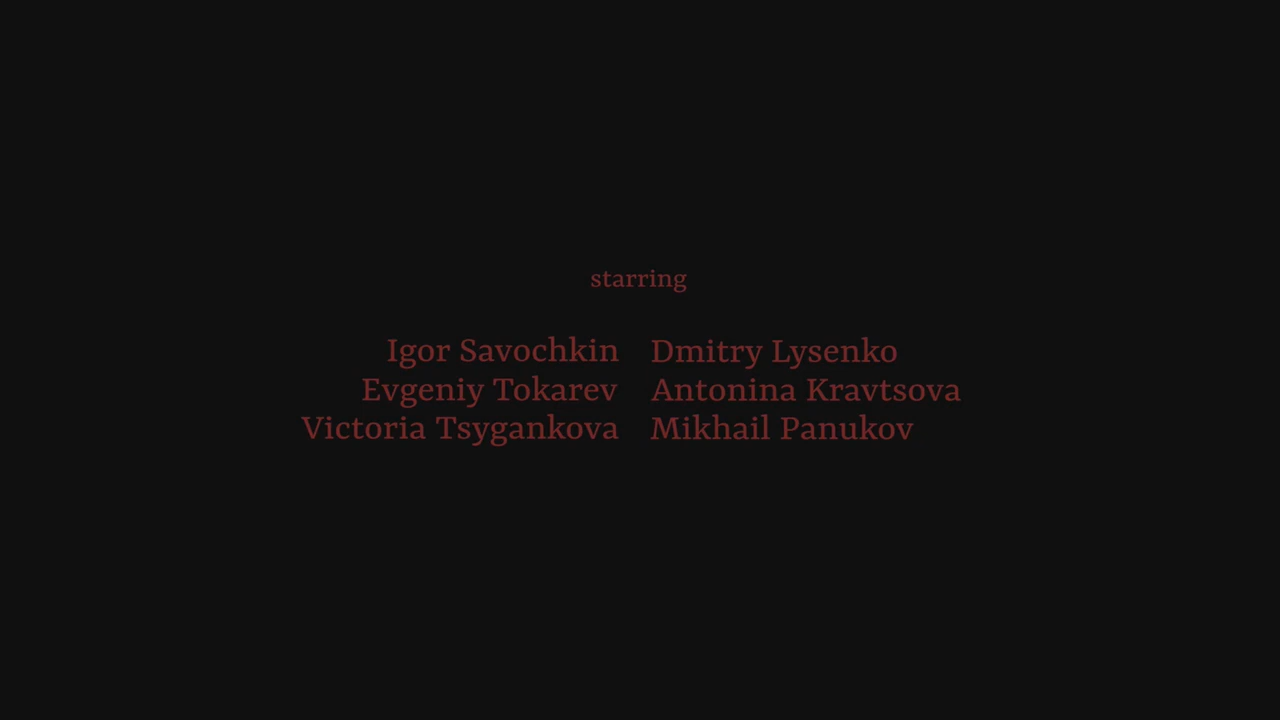 starring
Igor Savochkin Dmitry Lysenko
Evgeniy Tokarev Antonina Kravtsova
Victoria Tsygankova Mikhail Panukov